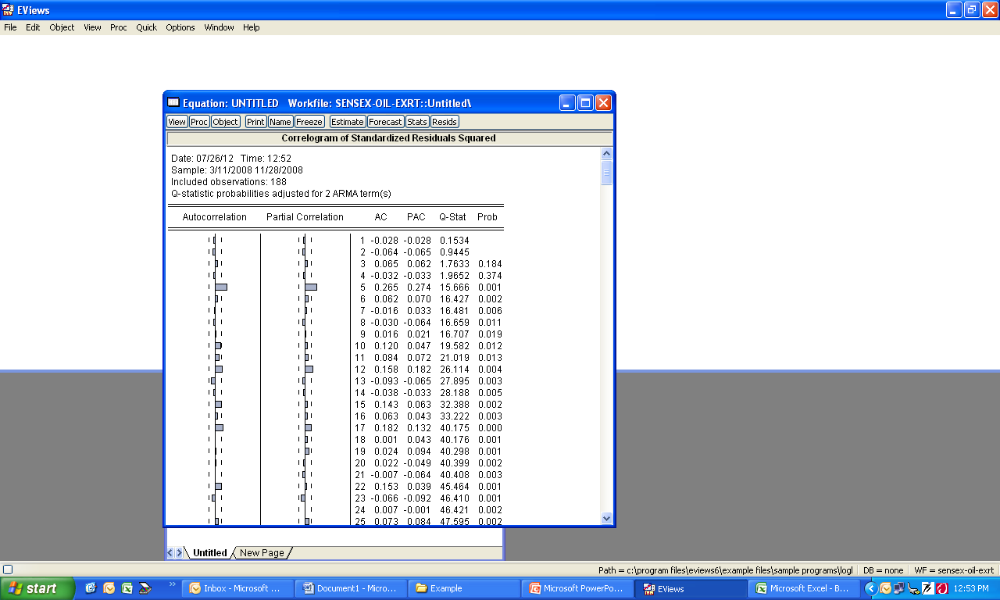 EViews
File Edit Object View Proc Quick Options Window Help
Equation: UNTITLED Workfile: SENSEX-OIL-EXRT::Untitled\
View Proc Object Print Name Freeze Estimate Forecast Stats Resids
Correlogram of Standardized Residuals Squared
Date: 07/26/12 Time: 12:52
Sample: 3/11/2008 11/28/2008
Included observations: 188
Q-statistic probabilities adjusted for 2 ARMA term(s)
Autocorrelation Partial Correlation AC PAC Q-Stat Prob
1 -0.028 -0.028 0.1534
2 -0.064 -0.065 0.9445
3 0.065 0.062 1.7633 0.184
4 -0.032 -0.033 1.9652 0.374
5 0.265 0.274 15.666 0.001
6 0.062 0.070 16.427 0.002
7 -0.016 0.033 16.481 0.006
8 -0.030 -0.064 16.659 0.011
9 0.016 0.021 16.707 0.019
10 0.120 0.047 19.582 0.012
11 0.084 0.072 21.019 0.013
12 0.158 0.182 26.114 0.004
13 -0.093 -0.065 27.895 0.003
14 -0.038 -0.033 28.188 0.005
15 0.143 0.063 32.388 0.002
16 0.063 0.043 33.222 0.003
17 0.182 0.132 40.175 0.000
18 0.001 0.043 40.176 0.001
19 0.024 0.094 40.298 0.001
20 0.022 -0.049 40.399 0.002
21 -0.007 -0.064 40.408 0.003
22 0.153 0.039 45.464 0.001
23 -0.066 -0.092 46.410 0.001
24 0.007 -0.001 46.421 0.002
25 0.073 0.084 47.595 0.002
Untitled New Page
Path = c:\program files\eviews6\example files\sample programs\logl DB = none WF = sensex-oil-exrt
start Inbox - Microsoft ... Document1 - Micro... Example Microsoft PowerPo... EViews Microsoft Excel - B... 12:53 PM